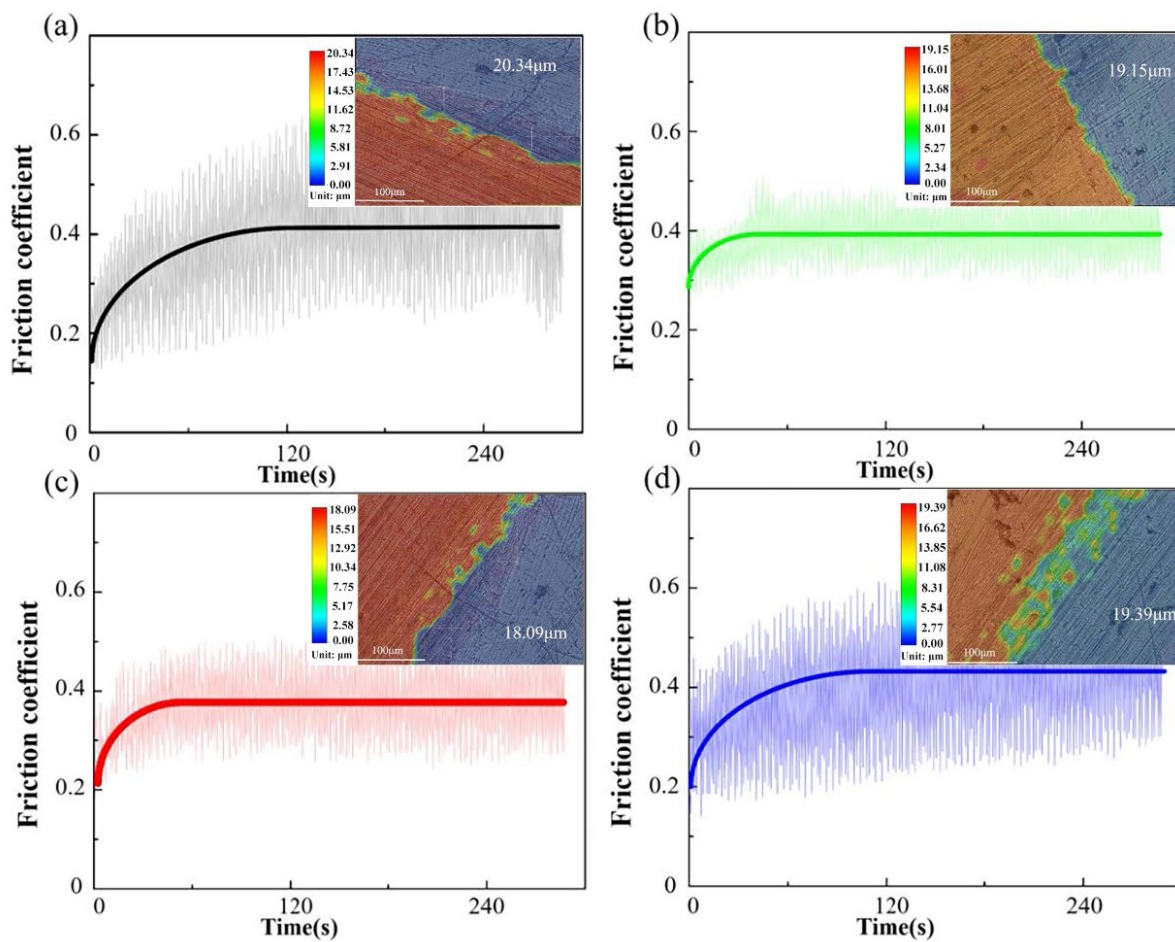 (a)
0.6
0.4
0.2
0
Friction coefficient
0
120
240
Time(s)
20.34
17.43
14.53
11.62
8.72
5.82
2.91
0.00
Unit: μm
20.34μm
100μm
(b)
0.6
0.4
0.2
0
Friction coefficient
0
120
240
Time(s)
19.15
16.01
13.68
11.04
8.01
5.27
2.34
0.00
Unit: μm
19.15μm
100μm
(c)
0.6
0.4
0.2
0
Friction coefficient
0
120
240
Time(s)
18.09
15.51
12.92
10.34
7.75
5.17
2.58
0.00
Unit: μm
18.09μm
100μm
(d)
0.6
0.4
0.2
0
Friction coefficient
0
120
240
Time(s)
19.39
16.62
13.85
11.08
8.31
5.54
2.77
0.00
Unit: μm
19.39μm
100μm